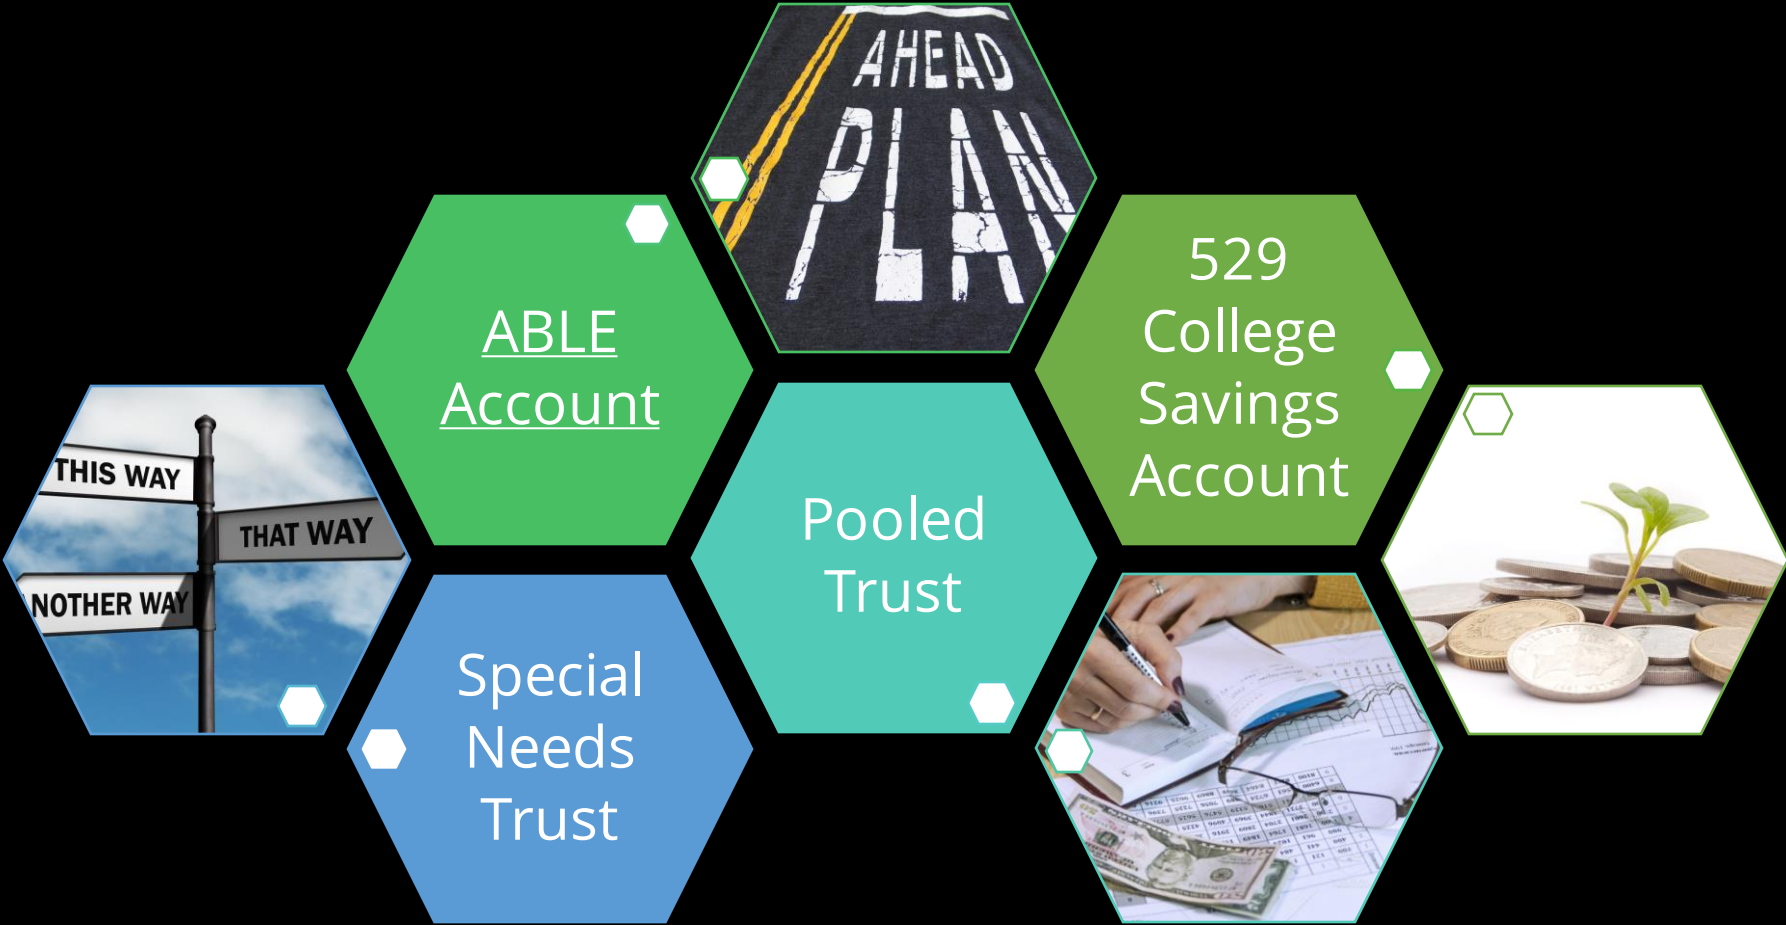 AHEAD
PLAN
ABLE
Account
529
College
Savings
Account
THIS WAY
THAT WAY
NOTHER WAY
Pooled
Trust
Special
Needs
Trust